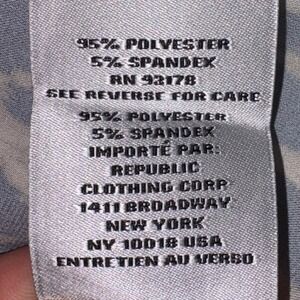 95% POLYESTER
5% SPANDEX
RN 93178
SEE REVERSE FOR CARE
95% POLYESTER
5% SPANDEX
IMPORTÉ PAR:
REPUBLIC
CLOTHING CORP
1411 BROADWAY
NEW YORK
NY 10018 USA
ENTRETIEN AU VERSO